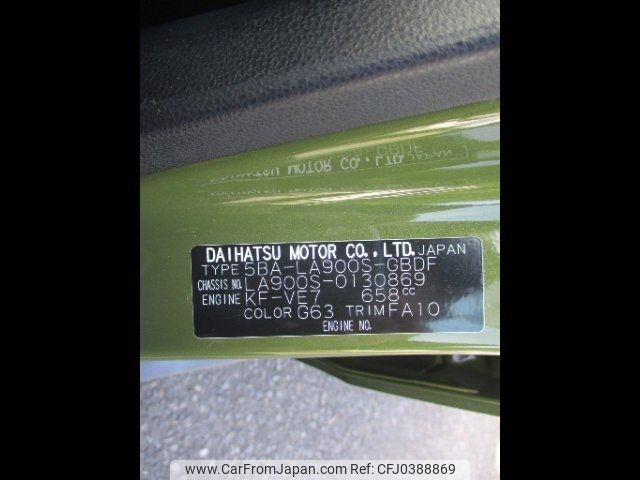 DAIHATSU MOTOR CO.,LTD. JAPAN
TYPE 5BA-LA900S-GBDF
CHASSIS NO. LA900S-0130869
ENGINE KF-VE7 658cc
COLOR G63 TRIM FA10
ENGINE NO.
© CarFromJapan.com - Ref: CFJ0388869